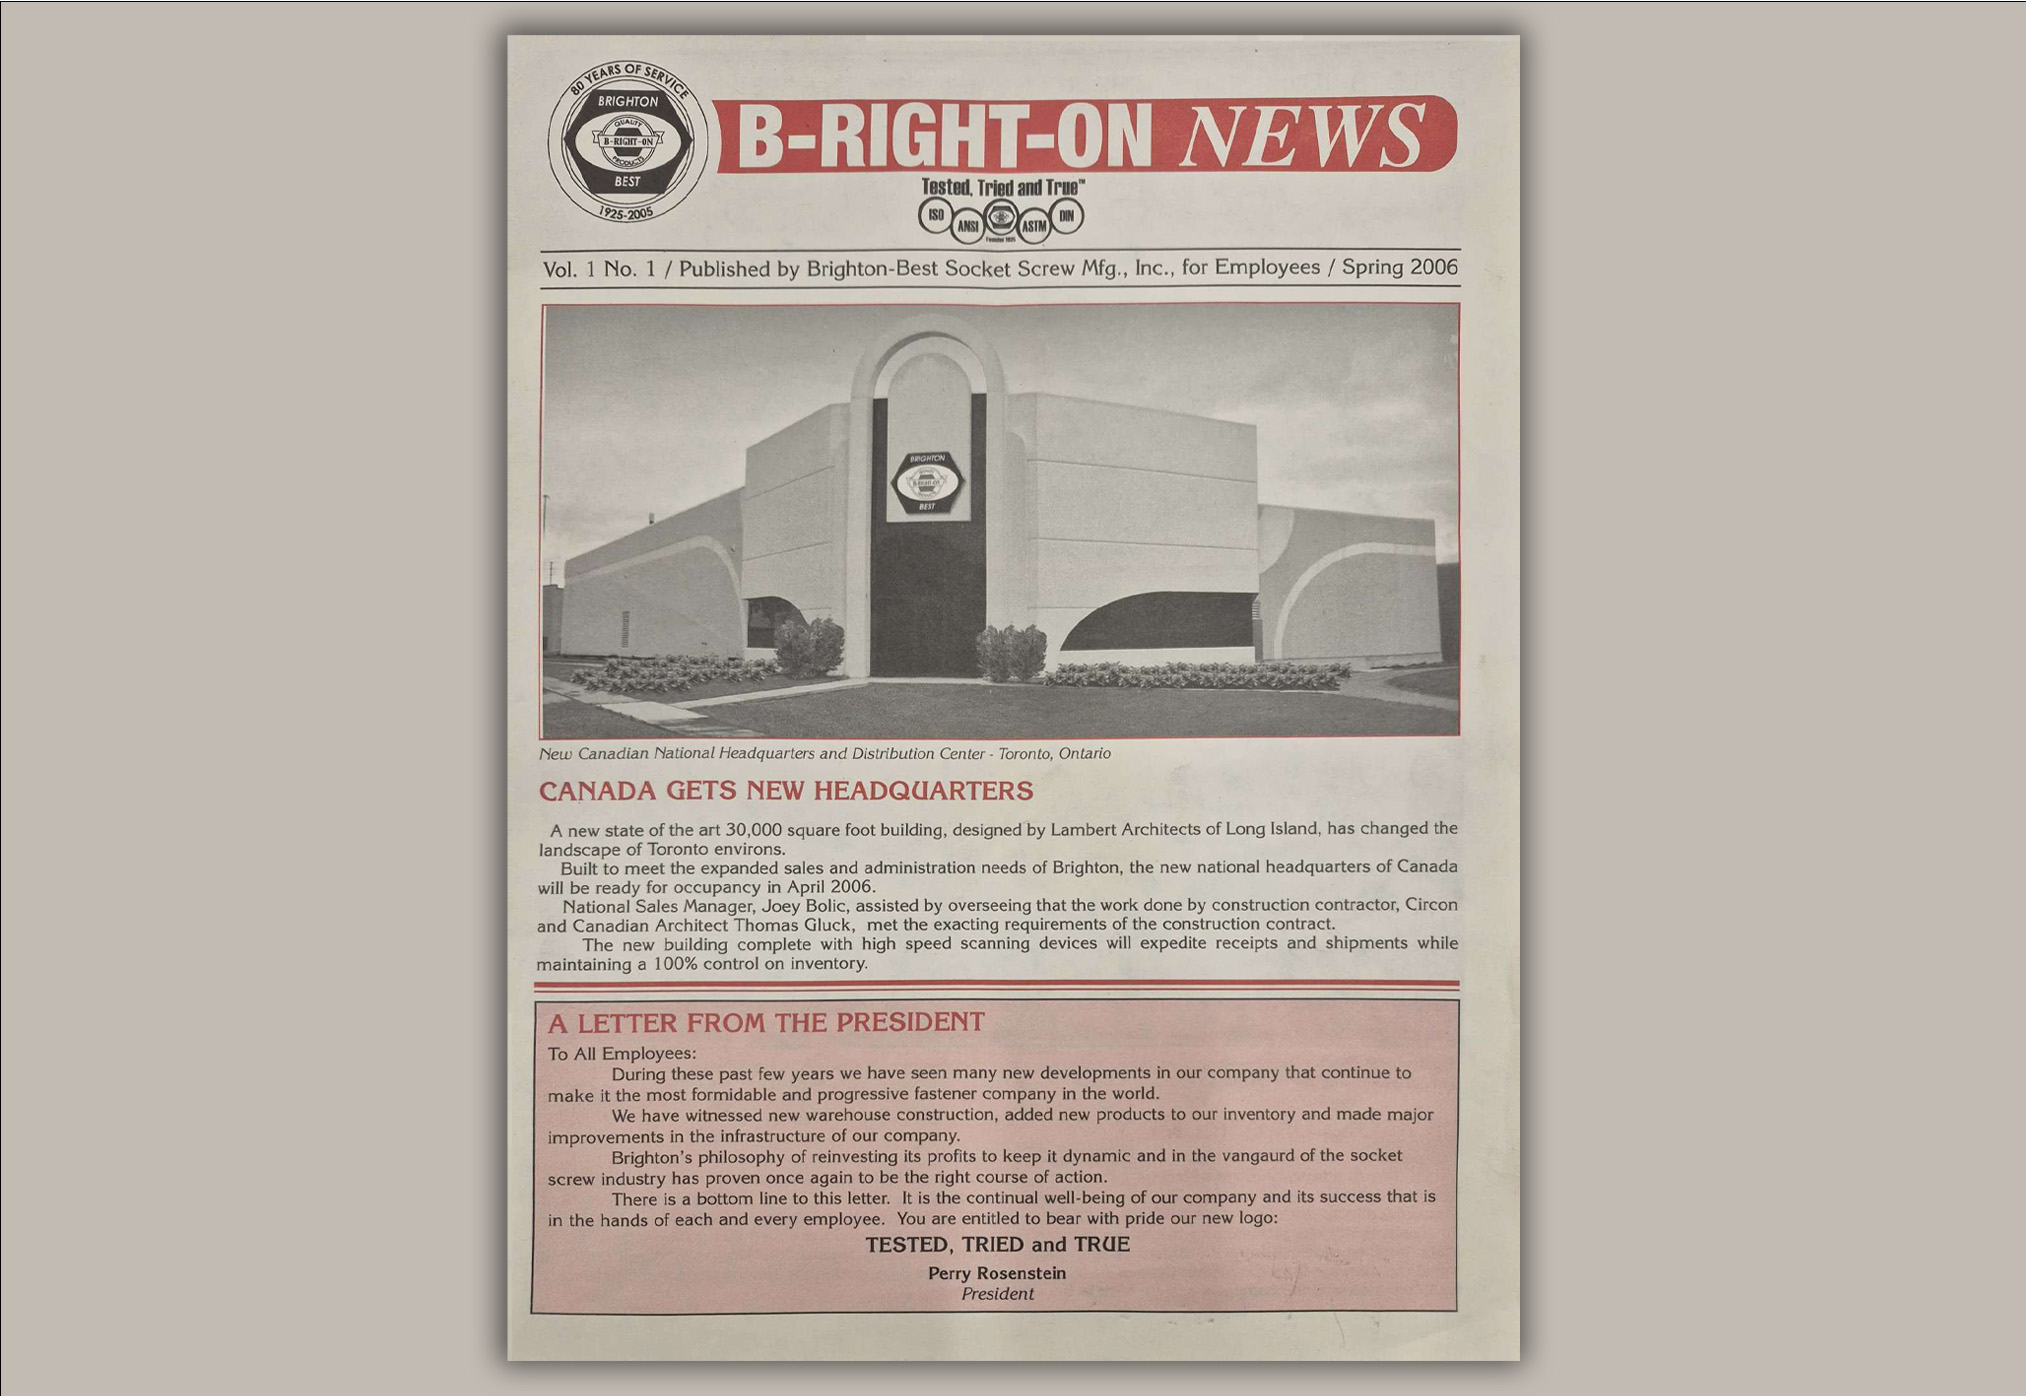 80 YEARS OF SERVICE
BRIGHTON
QUALITY
B-RIGHT-ON
PRODUCTS
BEST
1925-2005
B-RIGHT-ON NEWS
Tested, Tried and True™
ISO
ANSI
ASTM
DIN
Founded 1925
Vol. 1 No. 1 / Published by Brighton-Best Socket Screw Mfg., Inc., for Employees / Spring 2006
BRIGHTON
B-RIGHT-ON
BEST
New Canadian National Headquarters and Distribution Center - Toronto, Ontario
CANADA GETS NEW HEADQUARTERS
A new state of the art 30,000 square foot building, designed by Lambert Architects of Long Island, has changed the
landscape of Toronto environs.
Built to meet the expanded sales and administration needs of Brighton, the new national headquarters of Canada
will be ready for occupancy in April 2006.
National Sales Manager, Joey Bolic, assisted by overseeing that the work done by construction contractor, Circon
and Canadian Architect Thomas Gluck, met the exacting requirements of the construction contract.
The new building complete with high speed scanning devices will expedite receipts and shipments while
maintaining a 100% control on inventory.
A LETTER FROM THE PRESIDENT
To All Employees:
During these past few years we have seen many new developments in our company that continue to
make it the most formidable and progressive fastener company in the world.
We have witnessed new warehouse construction, added new products to our inventory and made major
improvements in the infrastructure of our company.
Brighton's philosophy of reinvesting its profits to keep it dynamic and in the vangaurd of the socket
screw industry has proven once again to be the right course of action.
There is a bottom line to this letter. It is the continual well-being of our company and its success that is
in the hands of each and every employee. You are entitled to bear with pride our new logo:
TESTED, TRIED and TRUE
Perry Rosenstein
President